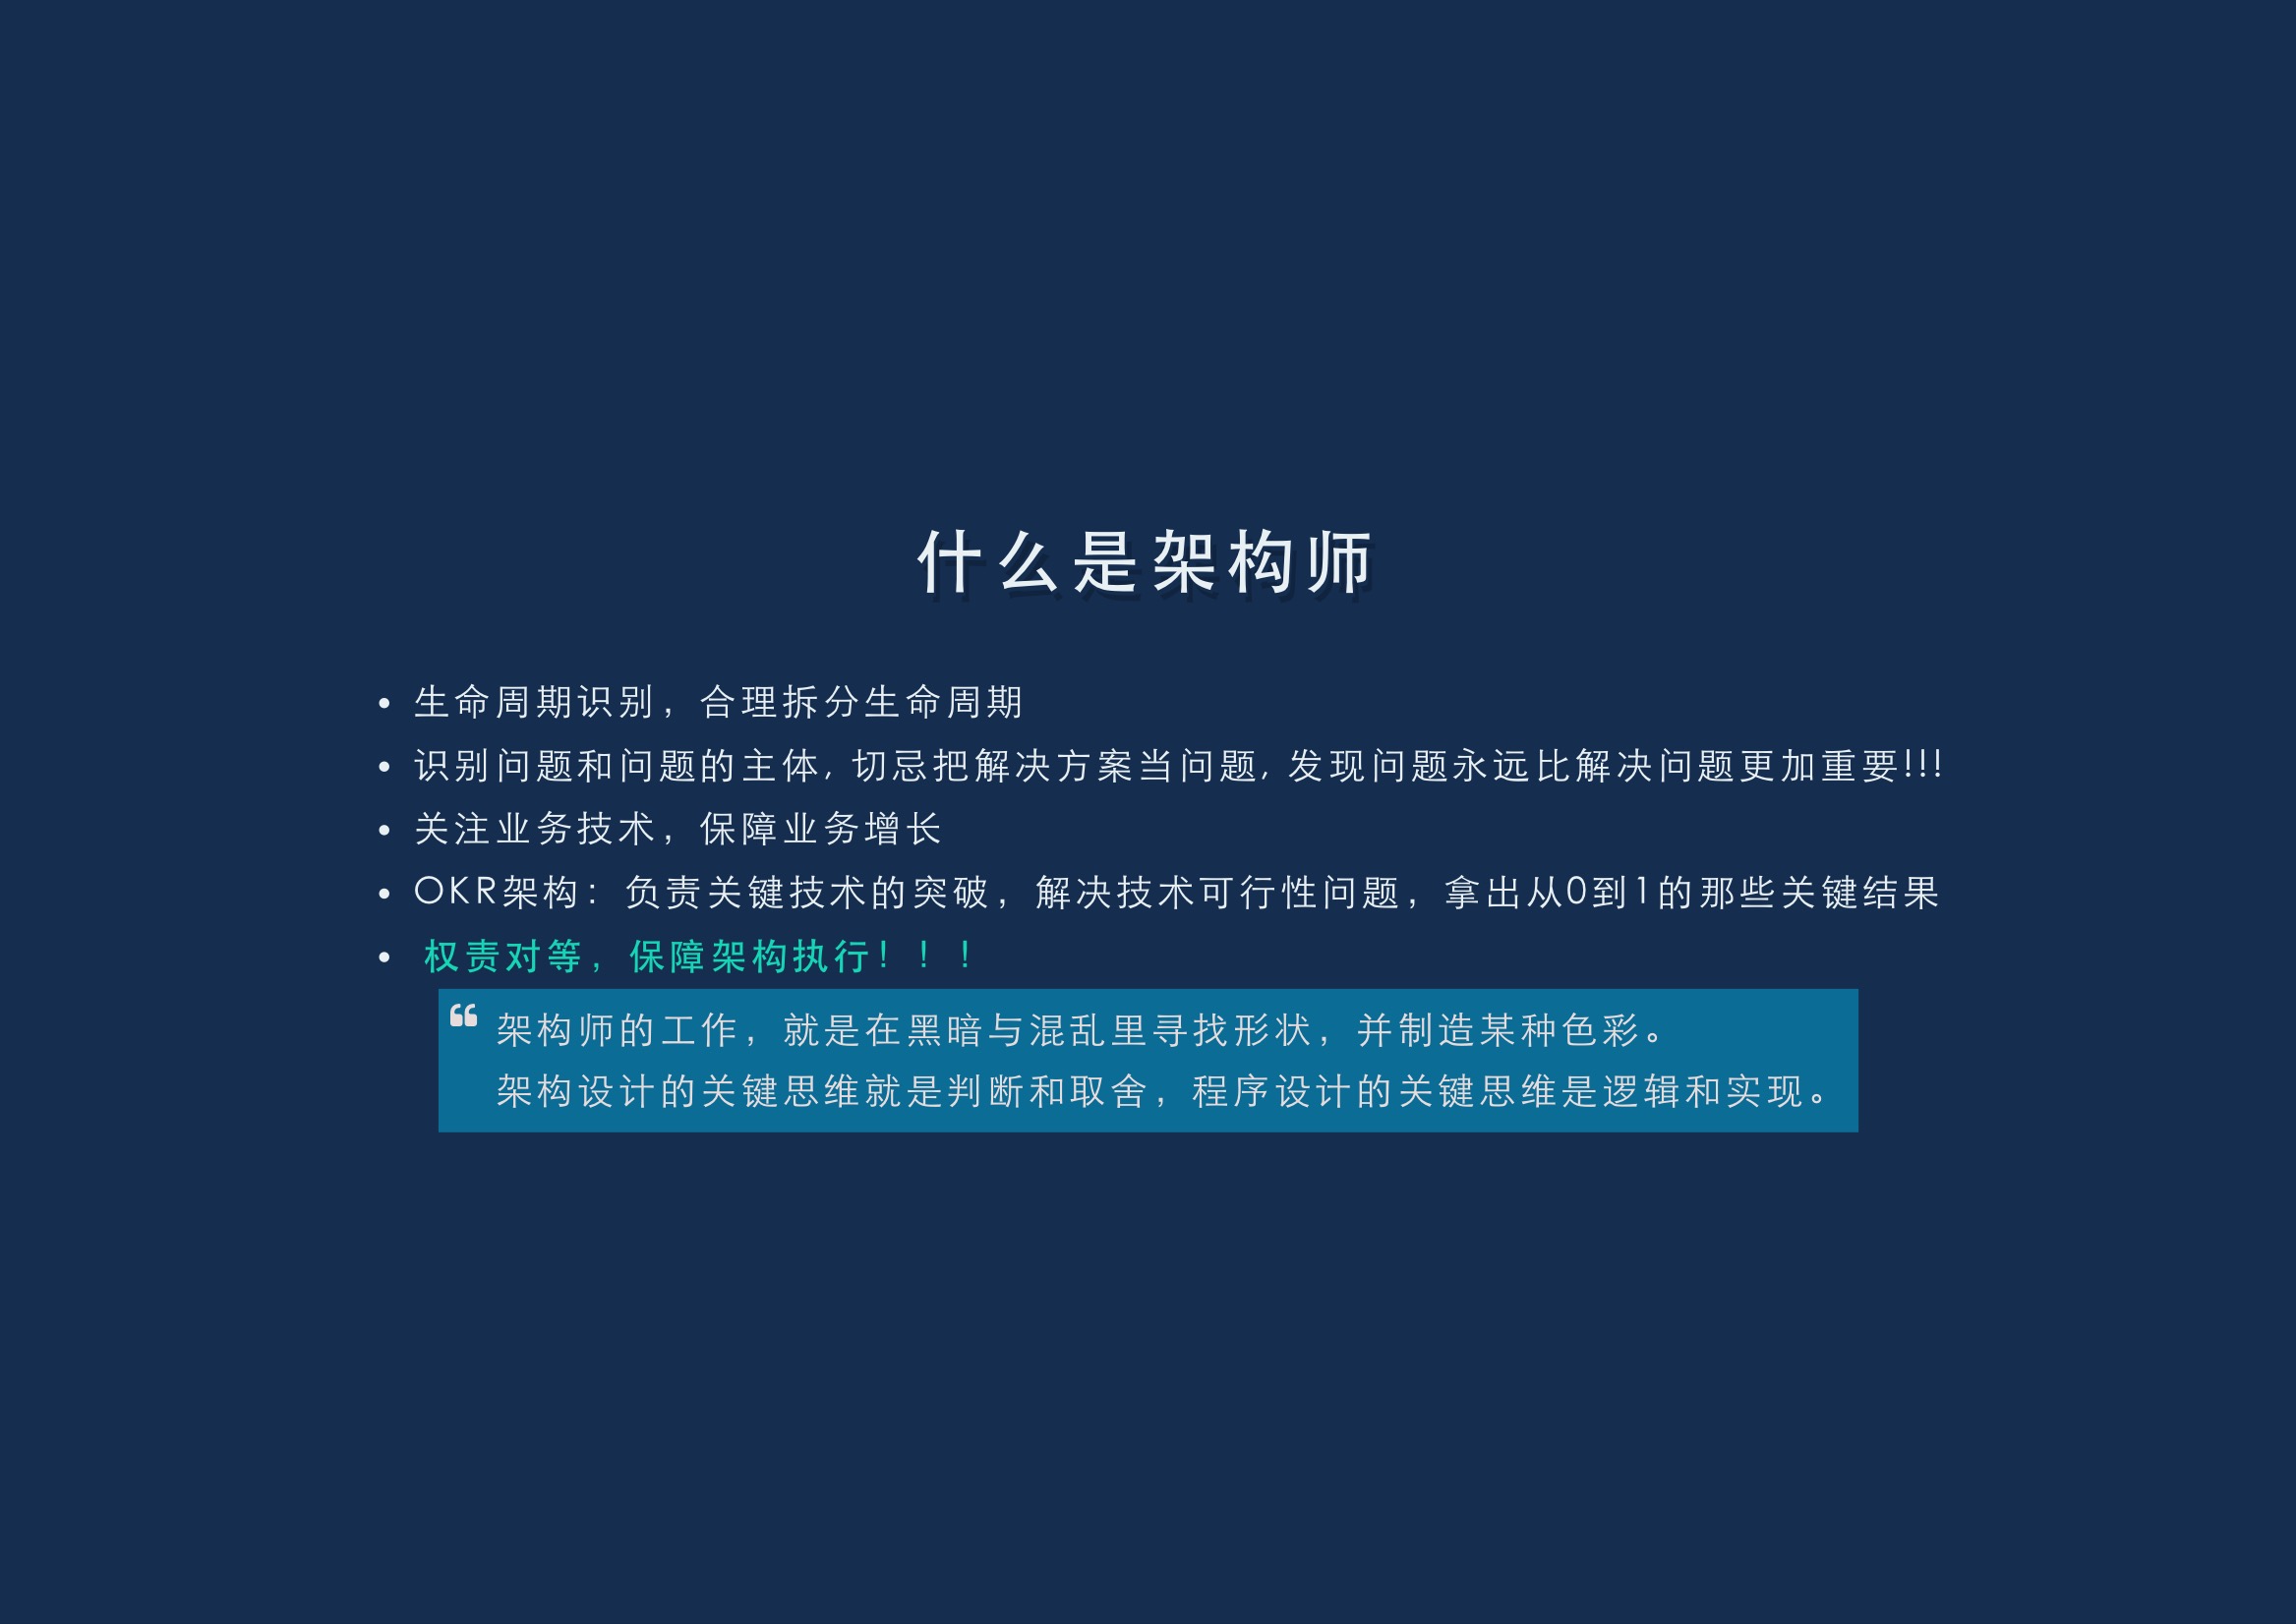 什么是架构师
• 生命周期识别，合理拆分生命周期
• 识别问题和问题的主体, 切忌把解决方案当问题, 发现问题永远比解决问题更加重要!!!
• 关注业务技术，保障业务增长
• OKR架构：负责关键技术的突破，解决技术可行性问题，拿出从0到1的那些关键结果
• 权责对等，保障架构执行！！！
“ 架构师的工作，就是在黑暗与混乱里寻找形状，并制造某种色彩。
架构设计的关键思维就是判断和取舍，程序设计的关键思维是逻辑和实现。